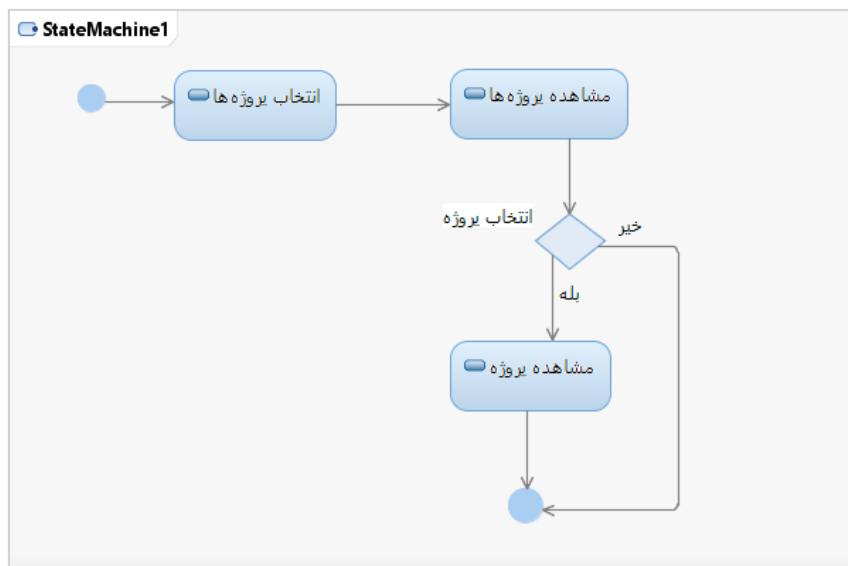 StateMachine1
انتخاب پروژه‌ها
مشاهده پروژه‌ها
انتخاب پروژه
خیر
بله
مشاهده پروژه